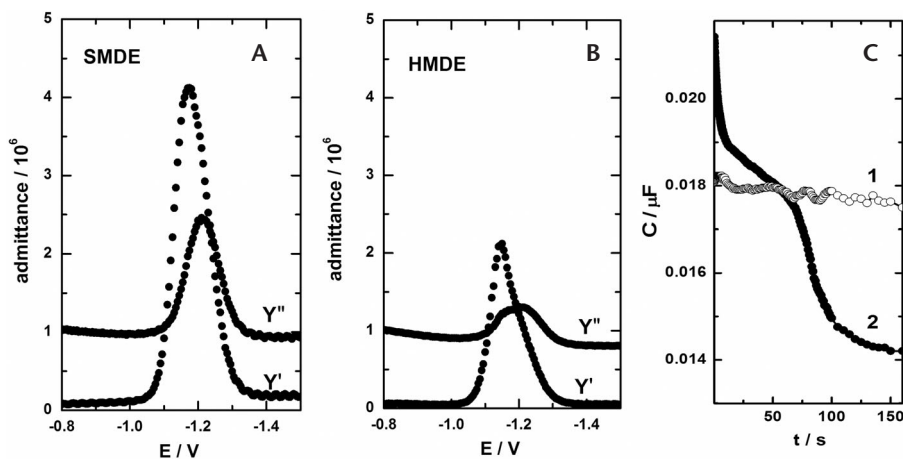 SMDE A
admittance / 10⁶
5
4
3
2
1
0
Y"
Y'
-0.8 -1.0 -1.2 -1.4
E / V
HMDE B
admittance / 10⁶
5
4
3
2
1
0
Y"
Y'
-0.8 -1.0 -1.2 -1.4
E / V
C
C / μF
0.020
0.018
0.016
0.014
1
2
50 100 150
t / s